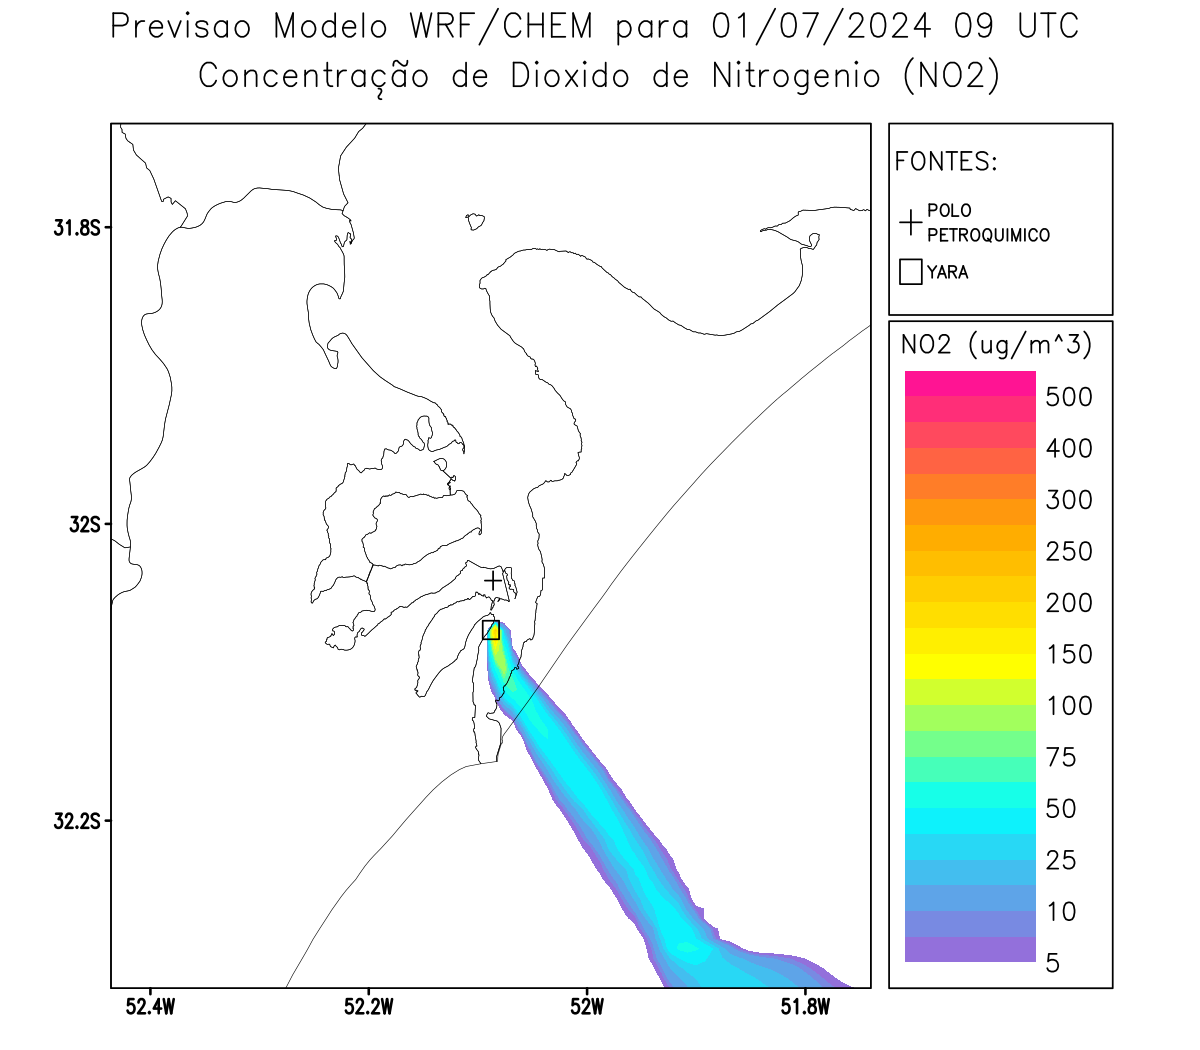 Previsao Modelo WRF/CHEM para 01/07/2024 09 UTC
Concentração de Dioxido de Nitrogenio (NO2)
FONTES:
POLO
PETROQUIMICO
YARA
NO2 (ug/m^3)
500
400
300
250
200
150
100
75
50
25
10
5
31.8S
32S
32.2S
52.4W
52.2W
52W
51.8W